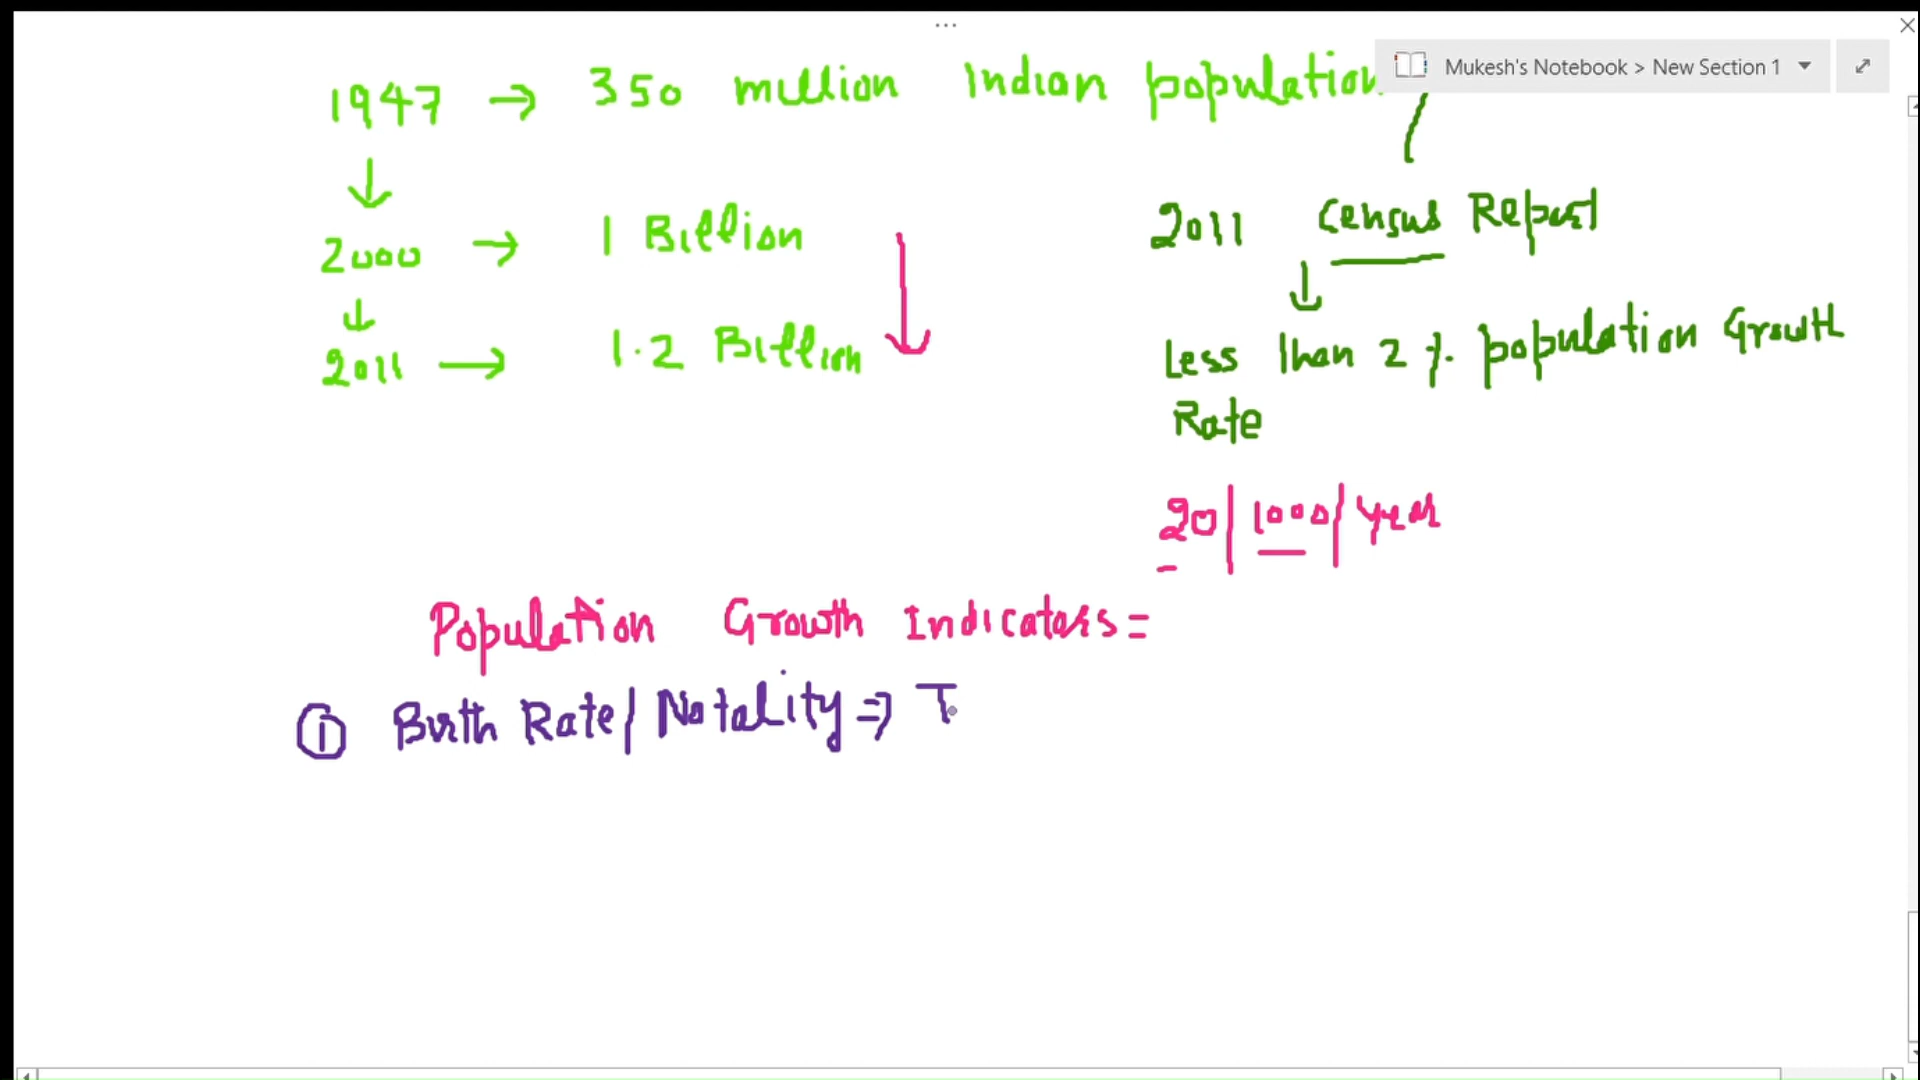 ...
Mukesh's Notebook > New Section 1
1947 → 350 million Indian population
↓
2000 → 1 Billion
↓
2011 → 1.2 Billion
2011 Census Report
↓
Less Than 2 %. population Growth
Rate
20 | 1000 / year
Population Growth Indicators =
① Birth Rate / Natality ⇒ T